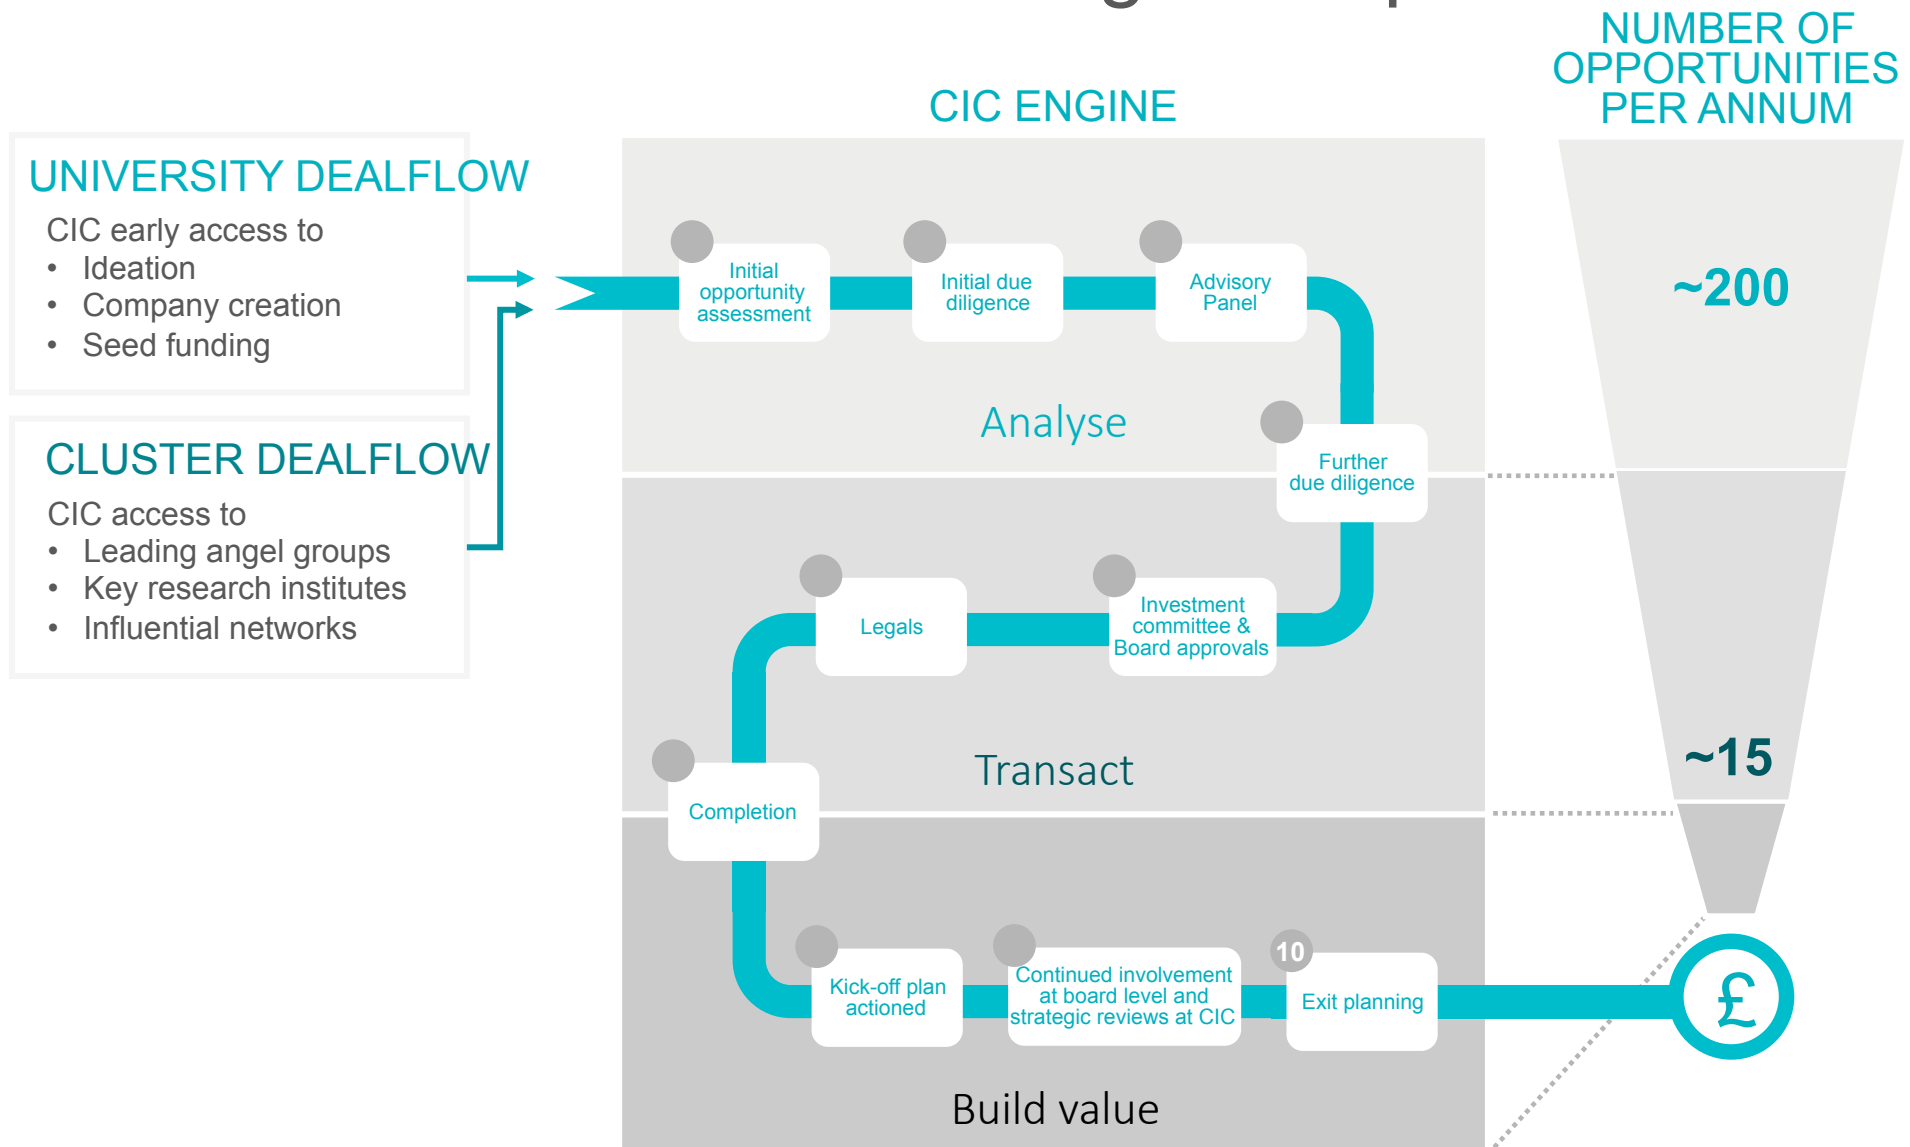 NUMBER OF
OPPORTUNITIES
PER ANNUM
CIC ENGINE
UNIVERSITY DEALFLOW
CIC early access to
• Ideation
• Company creation
• Seed funding
CLUSTER DEALFLOW
CIC access to
• Leading angel groups
• Key research institutes
• Influential networks
Initial
opportunity
assessment
Initial due
diligence
Advisory
Panel
~200
Analyse
Further
due diligence
Investment
committee &
Board approvals
Legals
Transact
~15
Completion
Kick-off plan
actioned
Continued involvement
at board level and
strategic reviews at CIC
10
Exit planning
£
Build value